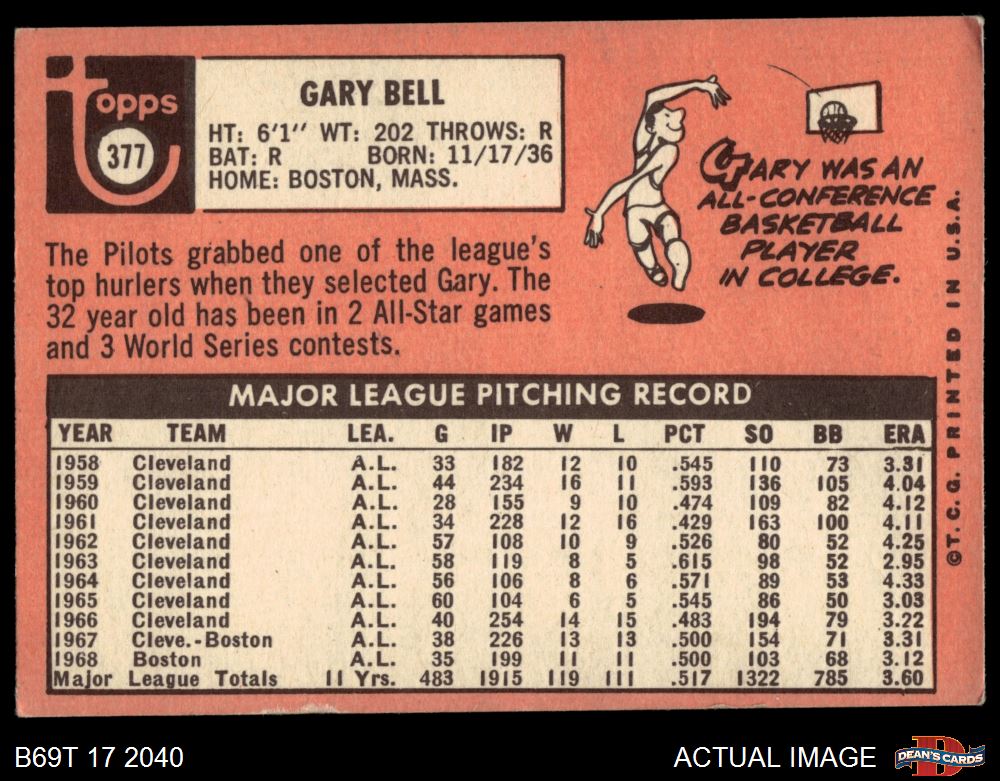 topps
377
GARY BELL
HT: 6'1" WT: 202 THROWS: R
BAT: R BORN: 11/17/36
HOME: BOSTON, MASS.
GARY WAS AN
ALL-CONFERENCE
BASKETBALL
PLAYER
IN COLLEGE.
The Pilots grabbed one of the league's
top hurlers when they selected Gary. The
32 year old has been in 2 All-Star games
and 3 World Series contests.
MAJOR LEAGUE PITCHING RECORD
YEAR TEAM LEA. G IP W L PCT SO BB ERA
1958 Cleveland A.L. 33 182 12 10 .545 110 73 3.31
1959 Cleveland A.L. 44 234 16 11 .593 136 105 4.04
1960 Cleveland A.L. 28 155 9 10 .474 109 82 4.12
1961 Cleveland A.L. 34 228 12 16 .429 163 100 4.11
1962 Cleveland A.L. 57 108 10 9 .526 80 52 4.25
1963 Cleveland A.L. 58 119 8 5 .615 98 52 2.95
1964 Cleveland A.L. 56 106 8 6 .571 89 53 4.33
1965 Cleveland A.L. 60 104 6 5 .545 86 50 3.03
1966 Cleveland A.L. 40 254 14 15 .483 194 79 3.22
1967 Cleve.-Boston A.L. 38 226 13 13 .500 154 71 3.31
1968 Boston A.L. 35 199 11 11 .500 103 68 3.12
Major League Totals 11 Yrs. 483 1915 119 111 .517 1322 785 3.60
©T.C.G. PRINTED IN U.S.A.
B69T 17 2040
ACTUAL IMAGE
D
DEAN'S CARDS